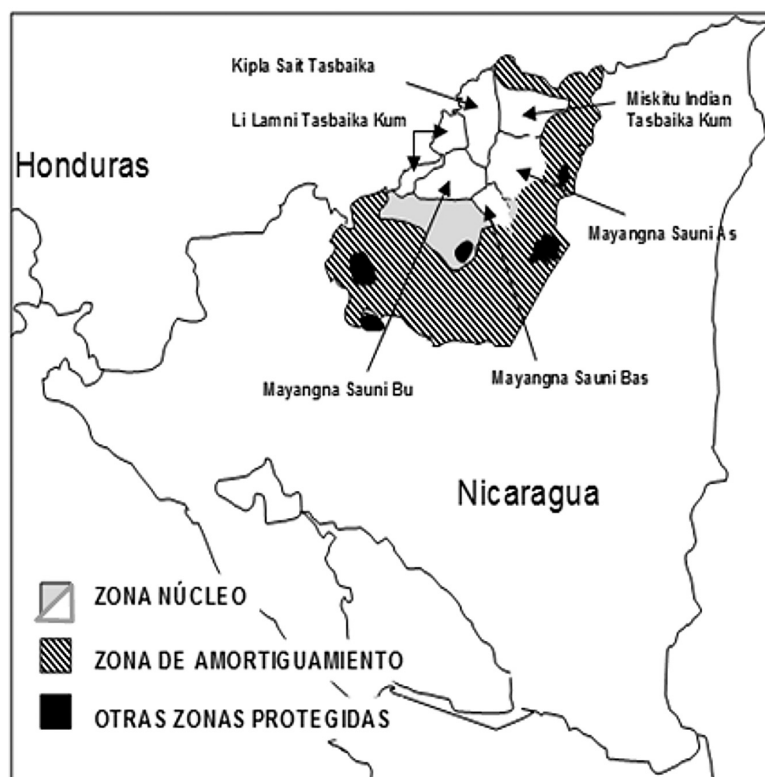 Kipla Sait Tasbaika
Li Lamni Tasbaika Kum
Miskitu Indian
Tasbaika Kum
Honduras
Mayangna Sauni As
Mayangna Sauni Bu
Mayangna Sauni Bas
Nicaragua
ZONA NÚCLEO
ZONA DE AMORTIGUAMIENTO
OTRAS ZONAS PROTEGIDAS